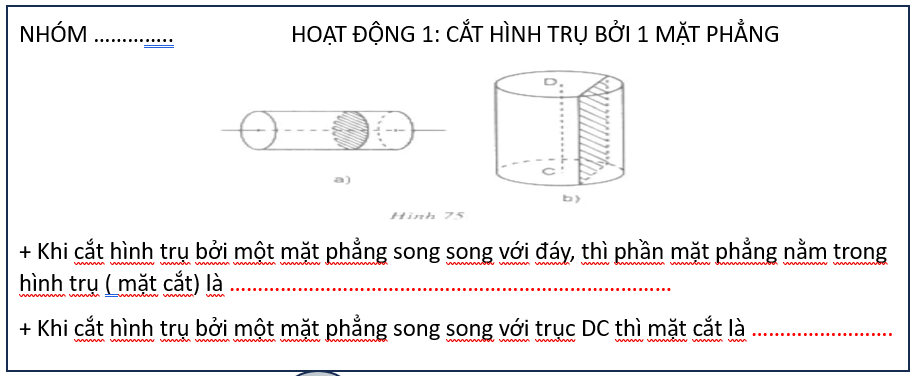 NHÓM ................. HOẠT ĐỘNG 1: CẮT HÌNH TRỤ BỞI 1 MẶT PHẲNG
D
C
a)
b)
Hình 75
+ Khi cắt hình trụ bởi một mặt phẳng song song với đáy, thì phần mặt phẳng nằm trong
hình trụ ( mặt cắt) là ................................................................................
+ Khi cắt hình trụ bởi một mặt phẳng song song với trục DC thì mặt cắt là .........................